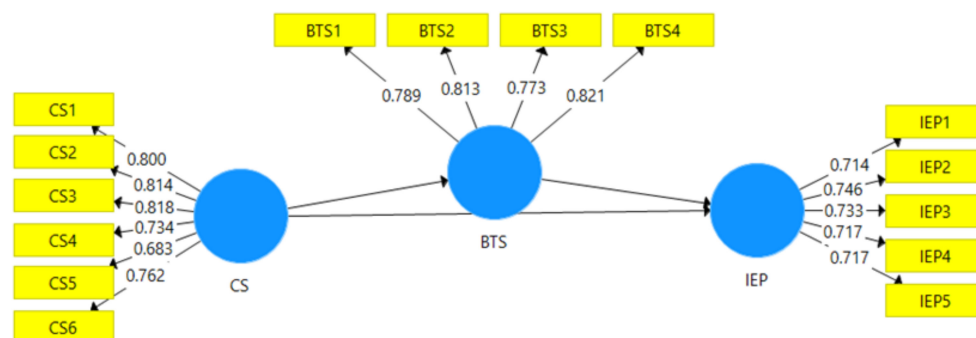 BTS1 BTS2 BTS3 BTS4
0.789 0.813 0.773 0.821
CS1
CS2
CS3
CS4
CS5
CS6
0.800
0.814
0.818
0.734
0.683
0.762
CS
BTS
IEP
0.714
0.746
0.733
0.717
0.717
IEP1
IEP2
IEP3
IEP4
IEP5